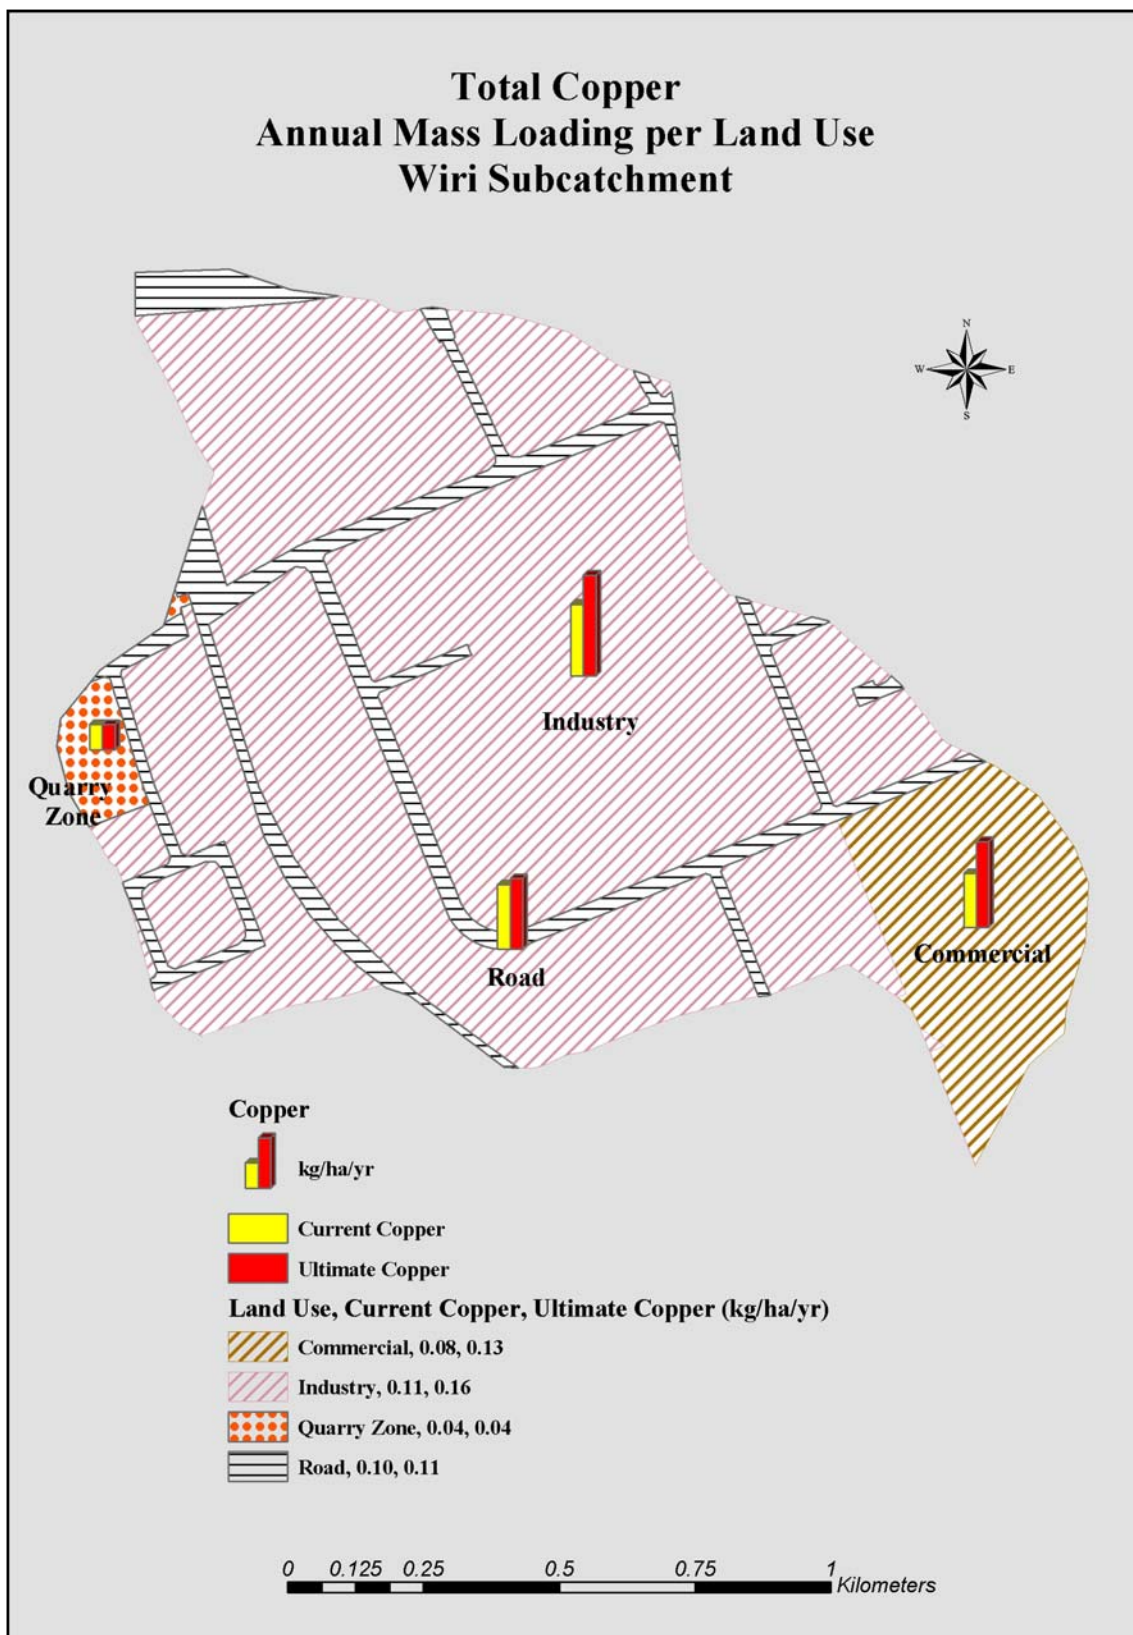 Total Copper
Annual Mass Loading per Land Use
Wiri Subcatchment
N
W
E
S
Industry
Quarry
Zone
Commercial
Road
Copper
kg/ha/yr
Current Copper
Ultimate Copper
Land Use, Current Copper, Ultimate Copper (kg/ha/yr)
Commercial, 0.08, 0.13
Industry, 0.11, 0.16
Quarry Zone, 0.04, 0.04
Road, 0.10, 0.11
0 0.125 0.25 0.5 0.75 1
Kilometers